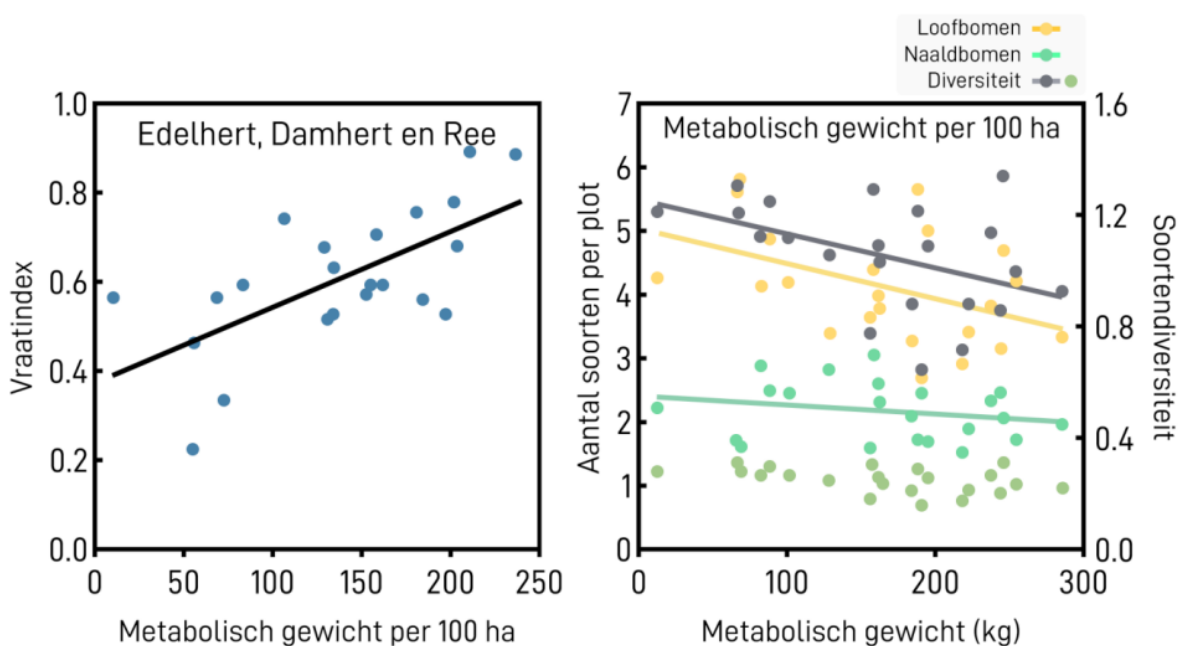 Loofbomen
Naaldbomen
Diversiteit
Edelhert, Damhert en Ree
Vraatindex
1.0
0.8
0.6
0.4
0.2
0.0
0 50 100 150 200 250
Metabolisch gewicht per 100 ha
Metabolisch gewicht per 100 ha
Aantal soorten per plot
7
6
5
4
3
2
1
0
0 100 200 300
Metabolisch gewicht (kg)
1.6
1.2
0.8
0.4
0.0
Soortendiversiteit